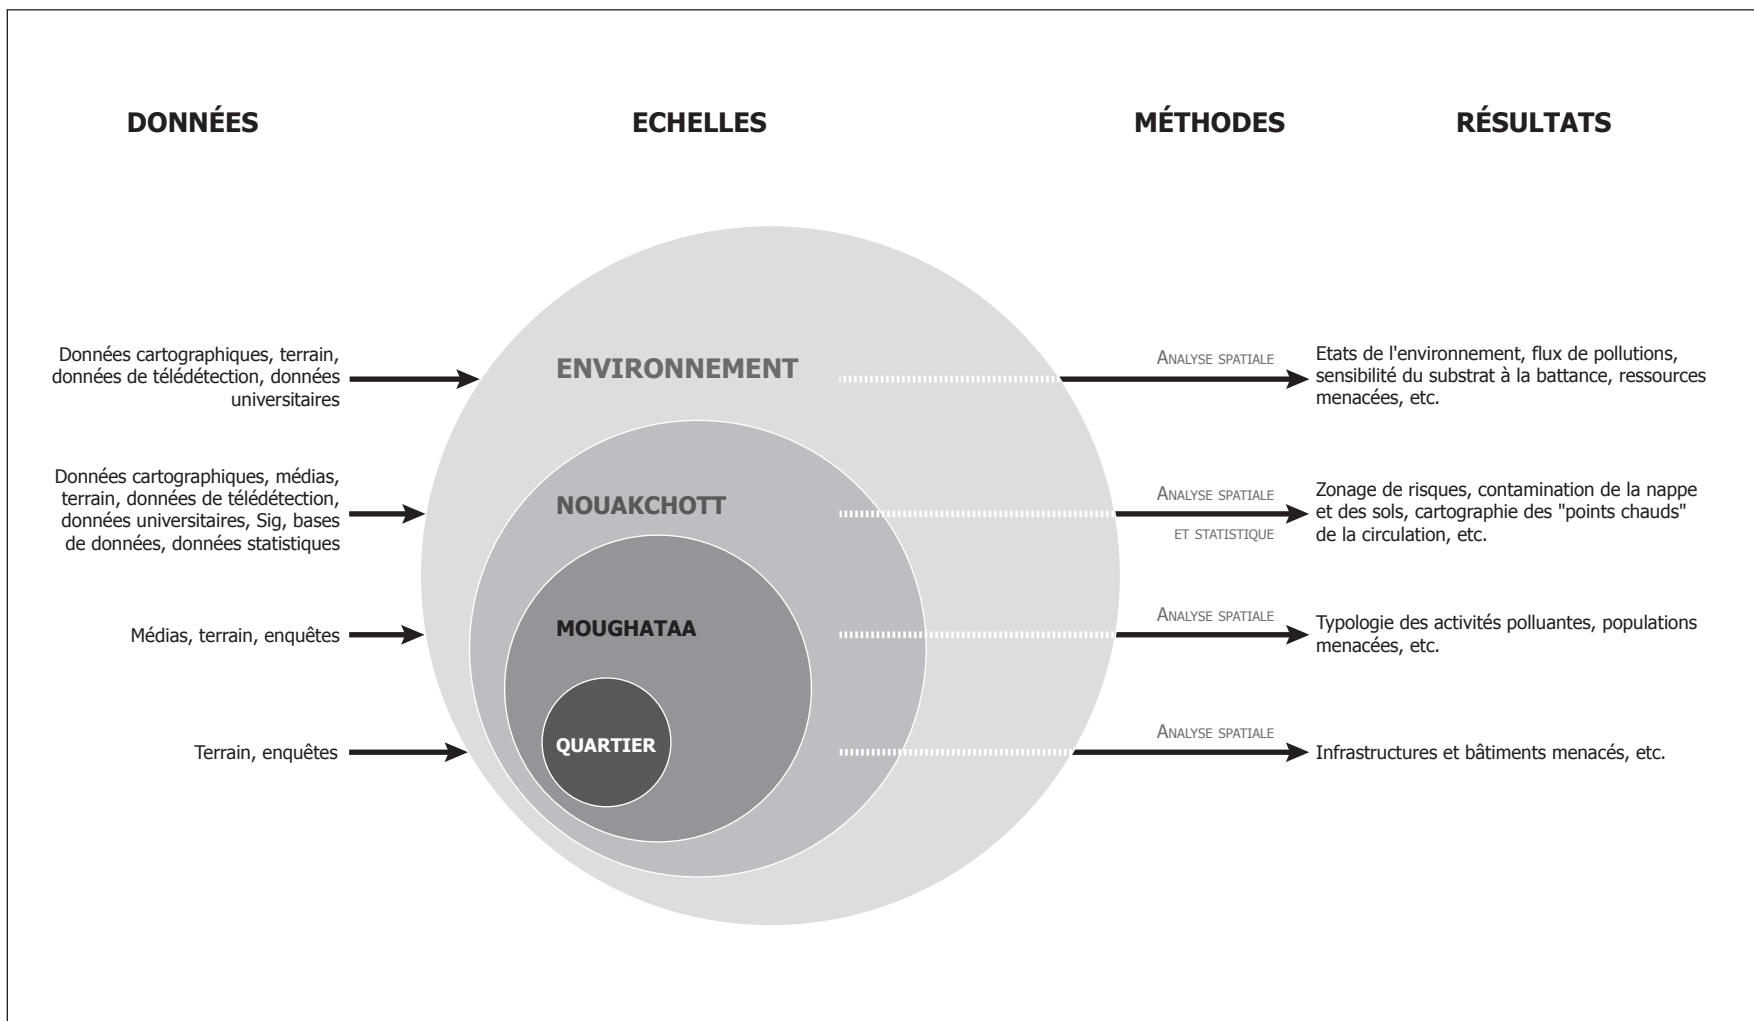 DONNÉES ECHELLES MÉTHODES RÉSULTATS
Données cartographiques, terrain,
données de télédétection, données
universitaires
ENVIRONNEMENT
ANALYSE SPATIALE
Etats de l'environnement, flux de pollutions,
sensibilité du substrat à la battance, ressources
menacées, etc.
Données cartographiques, médias,
terrain, données de télédétection,
données universitaires, Sig, bases
de données, données statistiques
NOUAKCHOTT
ANALYSE SPATIALE
ET STATISTIQUE
Zonage de risques, contamination de la nappe
et des sols, cartographie des "points chauds"
de la circulation, etc.
Médias, terrain, enquêtes
MOUGHATAA
ANALYSE SPATIALE
Typologie des activités polluantes, populations
menacées, etc.
Terrain, enquêtes
QUARTIER
ANALYSE SPATIALE
Infrastructures et bâtiments menacés, etc.